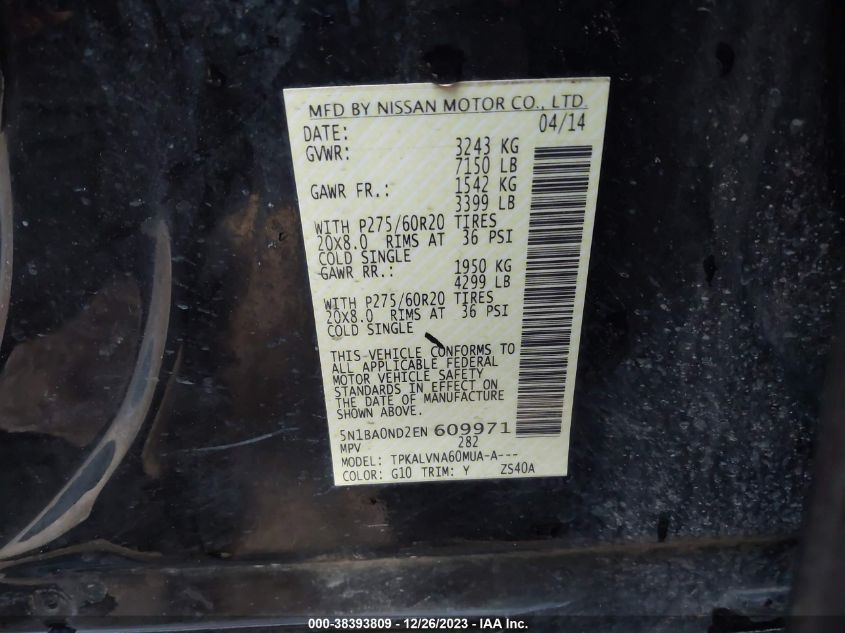 MFD BY NISSAN MOTOR CO., LTD
DATE: 04/14
GVWR: 3243 KG
7150 LB
GAWR FR.: 1542 KG
3399 LB
WITH P275/60R20 TIRES
20X8.0 RIMS AT 36 PSI
COLD SINGLE
GAWR RR.: 1950 KG
4299 LB
WITH P275/60R20 TIRES
20X8.0 RIMS AT 36 PSI
COLD SINGLE
THIS VEHICLE CONFORMS TO
ALL APPLICABLE FEDERAL
MOTOR VEHICLE SAFETY
STANDARDS IN EFFECT ON
THE DATE OF MANUFACTURE
SHOWN ABOVE.
5N1BA0ND2EN 609971
MPV 282
MODEL: TPKALVNA60MUA-A---
COLOR: G10 TRIM: Y ZS40A
000-38393809 - 12/26/2023 - IAA Inc.